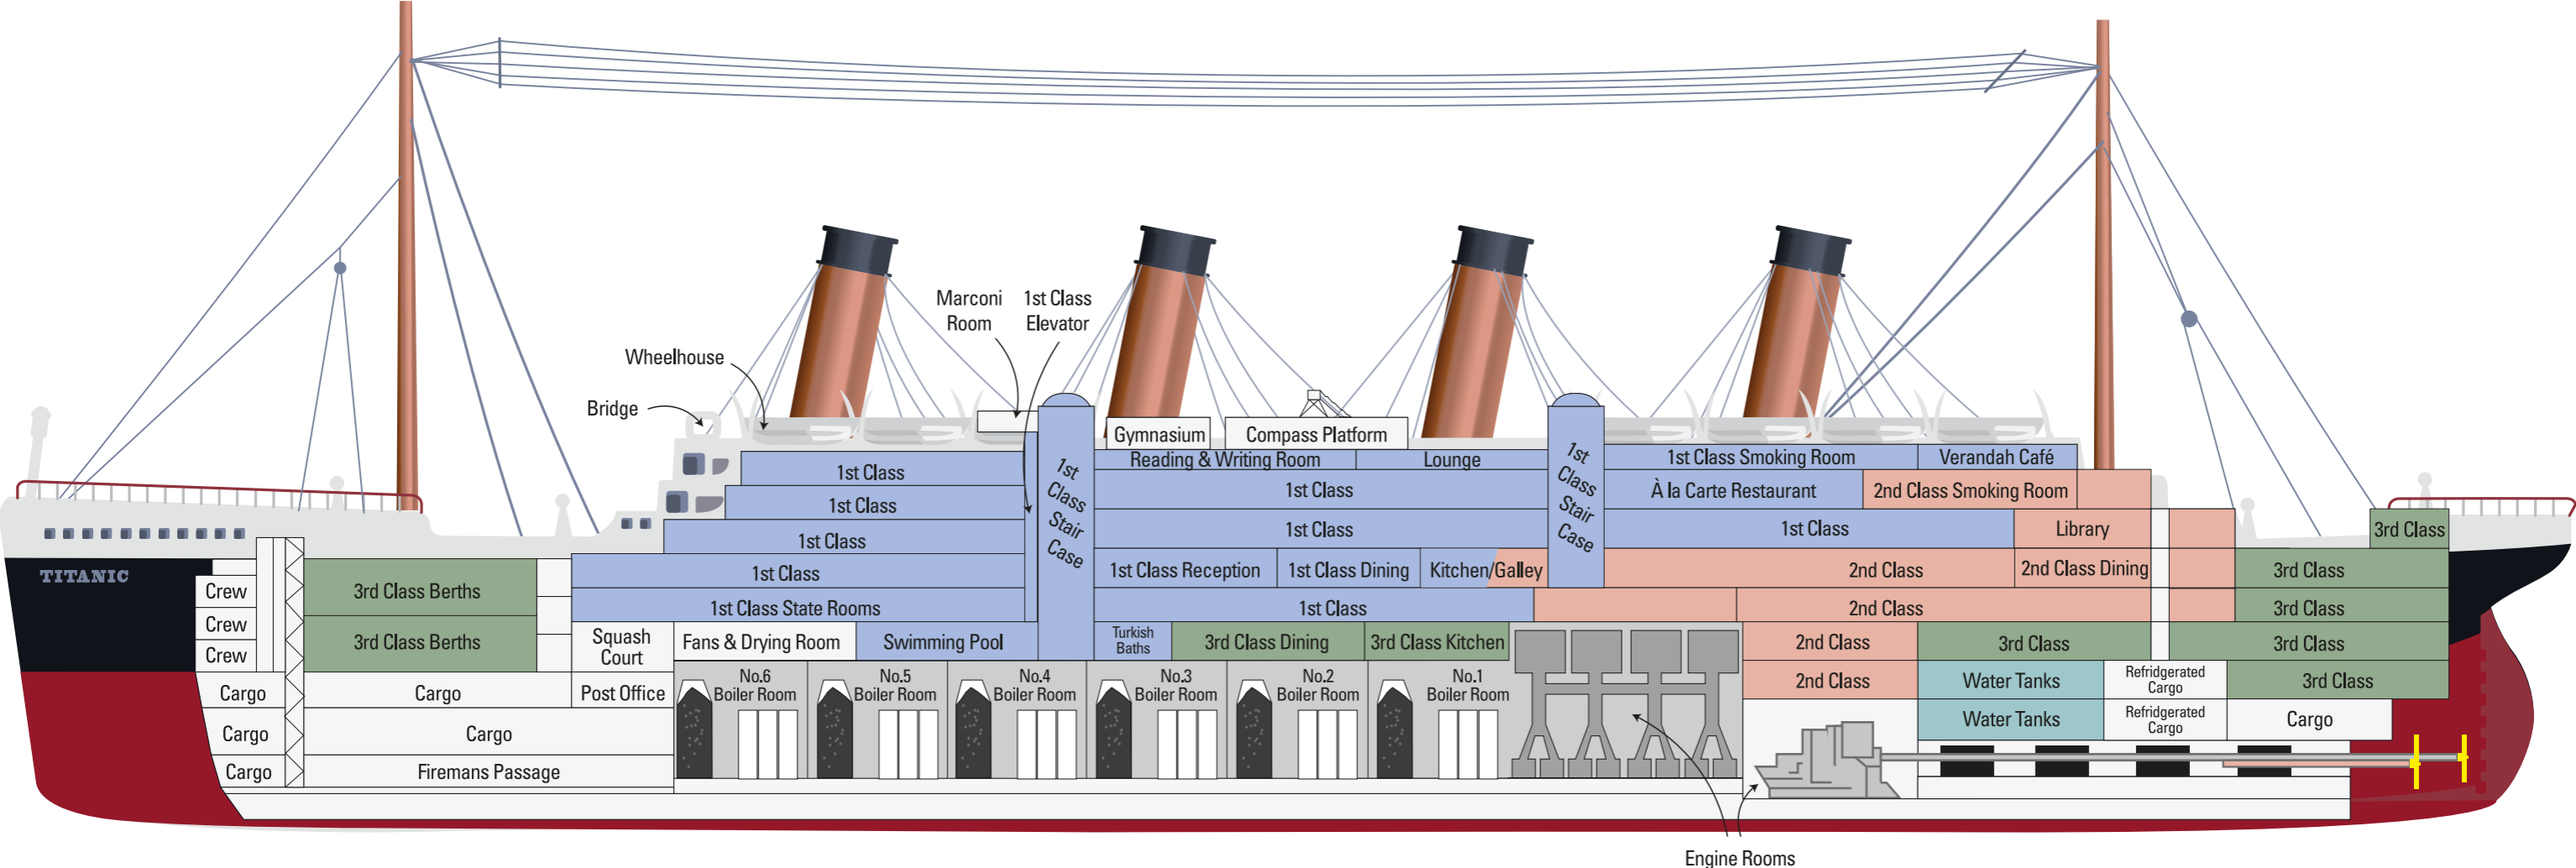 Marconi
Room
1st Class
Elevator
Wheelhouse
Bridge
Gymnasium
Compass Platform
1st
Class
Stair
Case
1st
Class
Stair
Case
1st Class
Reading & Writing Room
Lounge
1st Class Smoking Room
Verandah Café
1st Class
1st Class
À la Carte Restaurant
2nd Class Smoking Room
1st Class
1st Class
1st Class
Library
3rd Class
TITANIC
Crew
3rd Class Berths
1st Class
1st Class Reception
1st Class Dining
Kitchen/Galley
2nd Class
2nd Class Dining
3rd Class
Crew
1st Class State Rooms
1st Class
2nd Class
3rd Class
Crew
3rd Class Berths
Squash
Court
Fans & Drying Room
Swimming Pool
Turkish
Baths
3rd Class Dining
3rd Class Kitchen
2nd Class
3rd Class
3rd Class
Cargo
Cargo
Post Office
No.6
Boiler Room
No.5
Boiler Room
No.4
Boiler Room
No.3
Boiler Room
No.2
Boiler Room
No.1
Boiler Room
2nd Class
Water Tanks
Refridgerated
Cargo
3rd Class
Cargo
Cargo
Water Tanks
Refridgerated
Cargo
Cargo
Cargo
Firemans Passage
Engine Rooms